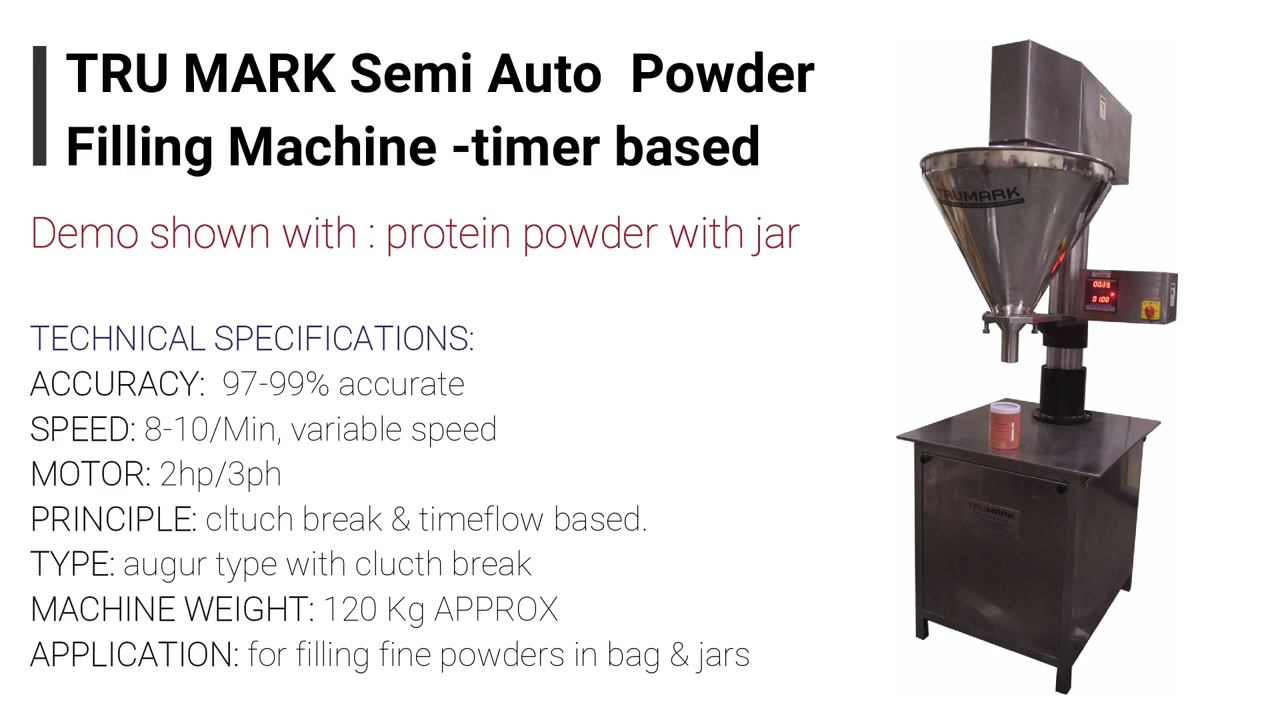 TRU MARK Semi Auto Powder
Filling Machine -timer based
Demo shown with : protein powder with jar
TECHNICAL SPECIFICATIONS:
ACCURACY: 97-99% accurate
SPEED: 8-10/Min, variable speed
MOTOR: 2hp/3ph
PRINCIPLE: cltuch break & timeflow based.
TYPE: augur type with clucth break
MACHINE WEIGHT: 120 Kg APPROX
APPLICATION: for filling fine powders in bag & jars
TRUMARK
TRUMARK